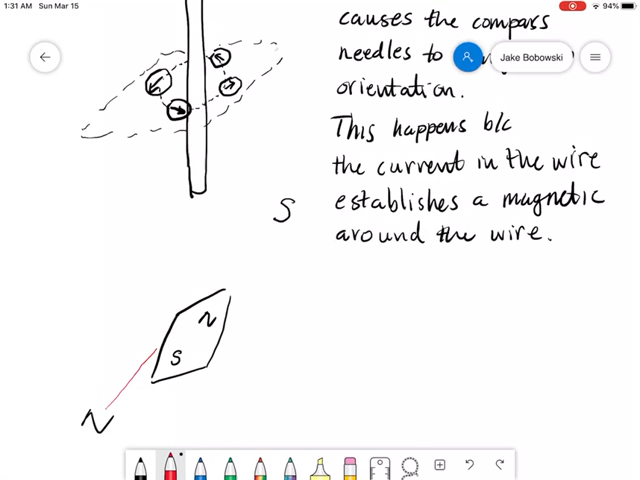 1:31 AM Sun Mar 15
94%
causes the compass
needles to
Jake Bobowski
orientation.
This happens b/c
the current in the wire
establishes a magnetic
around the wire.
S
N
S
N